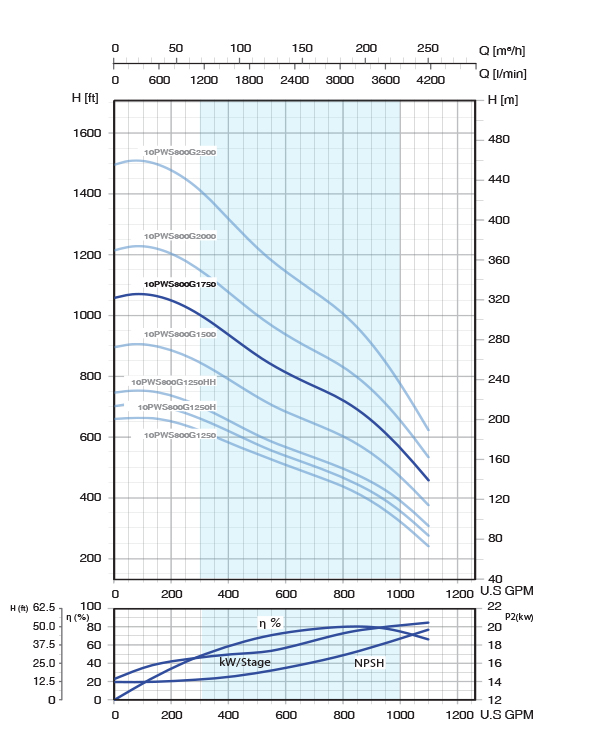 0 50 100 150 200 250 Q [m³/h]
0 600 1200 1800 2400 3000 3600 4200 Q [l/min]
H [ft] H [m]
1600
480
10PWS800G2500
440
1400
400
10PWS800G2000
1200
360
10PWS800G1750
320
1000
10PWS800G1500
280
800
10PWS800G1250HH
240
10PWS800G1250H
200
600
10PWS800G1250
160
400
120
80
200
40
0 200 400 600 800 1000 1200 U.S GPM
H (ft) 62.5 η (%) 100 22 P2(kw)
50.0 80 η % 20
37.5 60 18
25.0 40 kW/Stage NPSH 16
12.5 20 14
0 0 12
0 200 400 600 800 1000 1200 U.S GPM